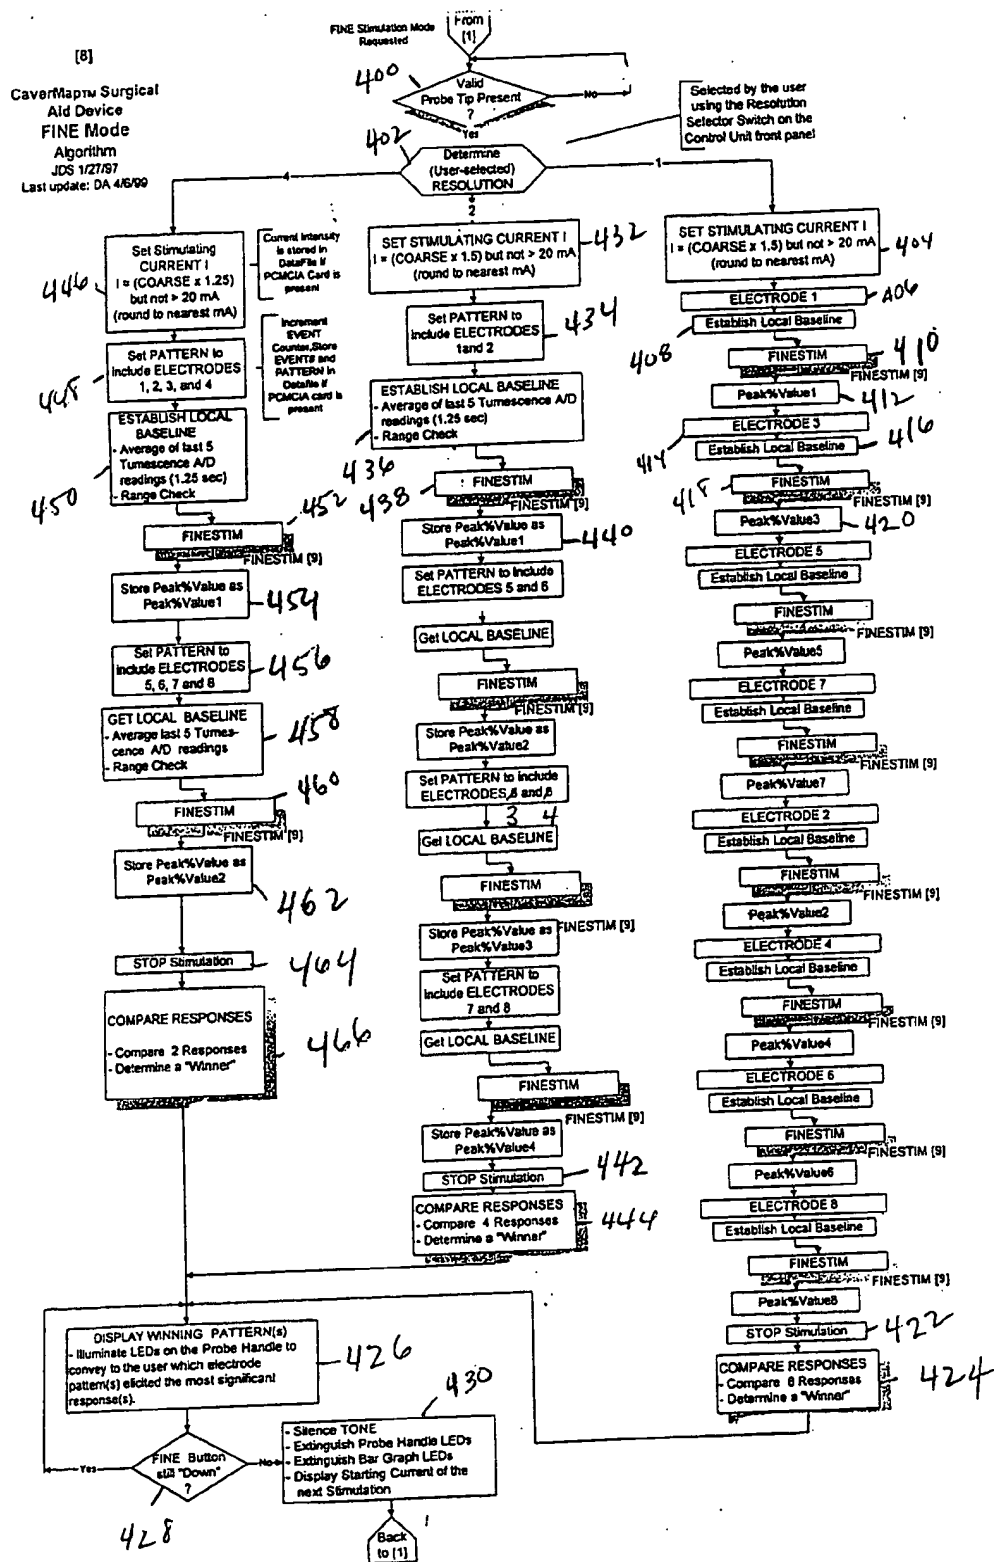 [8]
CaverMap™ Surgical
Aid Device
FINE Mode
Algorithm
JDS 1/27/97
Last update: DA 4/6/99
FINE Stimulation Mode
Requested
From
[1]
400
Valid
Probe Tip Present
?
No
Yes
Selected by the user
using the Resolution
Selector Switch on the
Control Unit front panel
402
Determine
(User-selected)
RESOLUTION
4
2
1
446
Set Stimulating
CURRENT I
I = (COARSE x 1.25)
but not > 20 mA
(round to nearest mA)
Current Intensity
is stored in
DataFile if
PCMCIA Card is
present
448
Set PATTERN to
include ELECTRODES
1, 2, 3, and 4
Increment
EVENT
Counter,Store
EVENT# and
PATTERN in
Datafile if
PCMCIA card is
present
450
ESTABLISH LOCAL
BASELINE
- Average of last 5
Tumescence A/D
readings (1.25 sec)
- Range Check
452
FINESTIM
FINESTIM [9]
Store Peak%Value as
Peak%Value1
454
Set PATTERN to
include ELECTRODES
5, 6, 7 and 8
456
GET LOCAL BASELINE
- Average last 5 Tumes-
cence A/D readings
- Range Check
458
460
FINESTIM
FINESTIM [9]
Store Peak%Value as
Peak%Value2
462
STOP Stimulation
464
COMPARE RESPONSES
- Compare 2 Responses
- Determine a "Winner"
466
SET STIMULATING CURRENT I
I = (COARSE x 1.5) but not > 20 mA
(round to nearest mA)
432
Set PATTERN to
include ELECTRODES
1and 2
434
ESTABLISH LOCAL BASELINE
- Average of last 5 Tumescence A/D
readings (1.25 sec)
- Range Check
436
438
FINESTIM
FINESTIM [9]
Store Peak%Value as
Peak%Value1
440
Set PATTERN to include
ELECTRODES 5 and 6
Get LOCAL BASELINE
FINESTIM
FINESTIM [9]
Store Peak%Value as
Peak%Value2
Set PATTERN to include
ELECTRODES and
3 4
Get LOCAL BASELINE
FINESTIM
FINESTIM [9]
Store Peak%Value as
Peak%Value3
Set PATTERN to
include ELECTRODES
7 and 8
Get LOCAL BASELINE
FINESTIM
FINESTIM [9]
Store Peak%Value as
Peak%Value4
STOP Stimulation
442
COMPARE RESPONSES
- Compare 4 Responses
- Determine a "Winner"
444
SET STIMULATING CURRENT I
I = (COARSE x 1.5) but not > 20 mA
(round to nearest mA)
404
ELECTRODE 1
406
408
Establish Local Baseline
FINESTIM
410
FINESTIM [9]
Peak%Value1
412
414
ELECTRODE 3
Establish Local Baseline
416
418
FINESTIM
FINESTIM [9]
Peak%Value3
420
ELECTRODE 5
Establish Local Baseline
FINESTIM
FINESTIM [9]
Peak%Value5
ELECTRODE 7
Establish Local Baseline
FINESTIM
FINESTIM [9]
Peak%Value7
ELECTRODE 2
Establish Local Baseline
FINESTIM
FINESTIM [9]
Peak%Value2
ELECTRODE 4
Establish Local Baseline
FINESTIM
FINESTIM [9]
Peak%Value4
ELECTRODE 6
Establish Local Baseline
FINESTIM
FINESTIM [9]
Peak%Value6
ELECTRODE 8
Establish Local Baseline
FINESTIM
FINESTIM [9]
Peak%Value8
STOP Stimulation
422
COMPARE RESPONSES
- Compare 8 Responses
- Determine a "Winner"
424
DISPLAY WINNING PATTERN(s)
- Illuminate LEDs on the Probe Handle to
convey to the user which electrode
pattern(s) elicited the most significant
response(s).
426
FINE Button
still "Down"
?
Yes
No
428
430
- Silence TONE
- Extinguish Probe Handle LEDs
- Extinguish Bar Graph LEDs
- Display Starting Current of the
next Stimulation
Back
to [1]